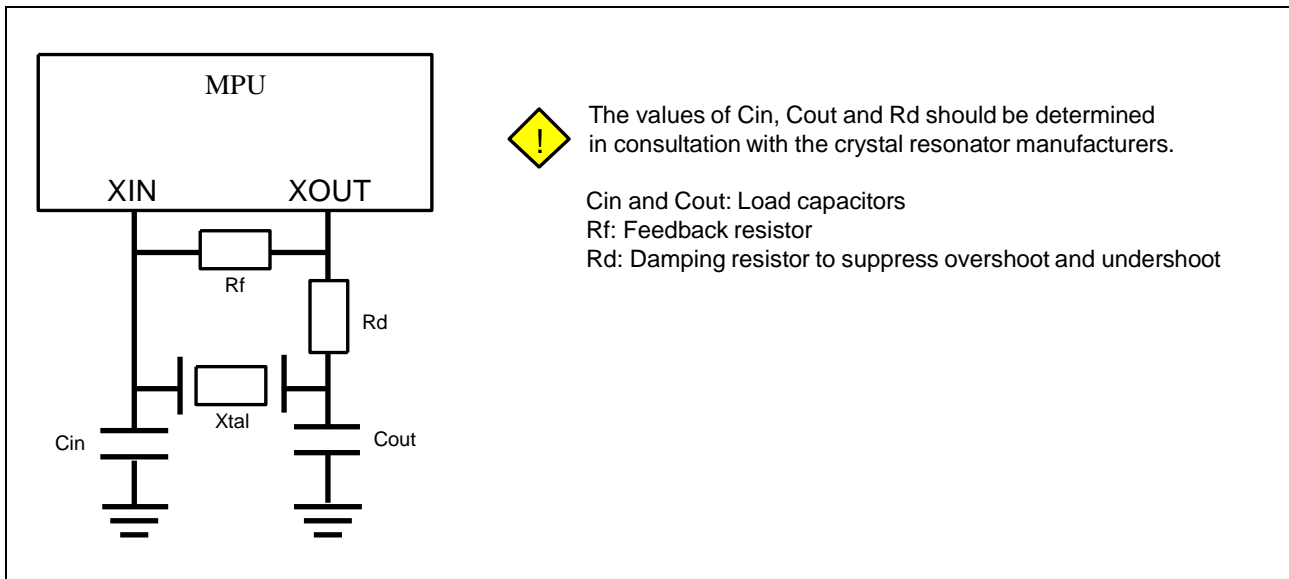 MPU
XIN
XOUT
Rf
Rd
Xtal
Cin
Cout
!
The values of Cin, Cout and Rd should be determined
in consultation with the crystal resonator manufacturers.
Cin and Cout: Load capacitors
Rf: Feedback resistor
Rd: Damping resistor to suppress overshoot and undershoot